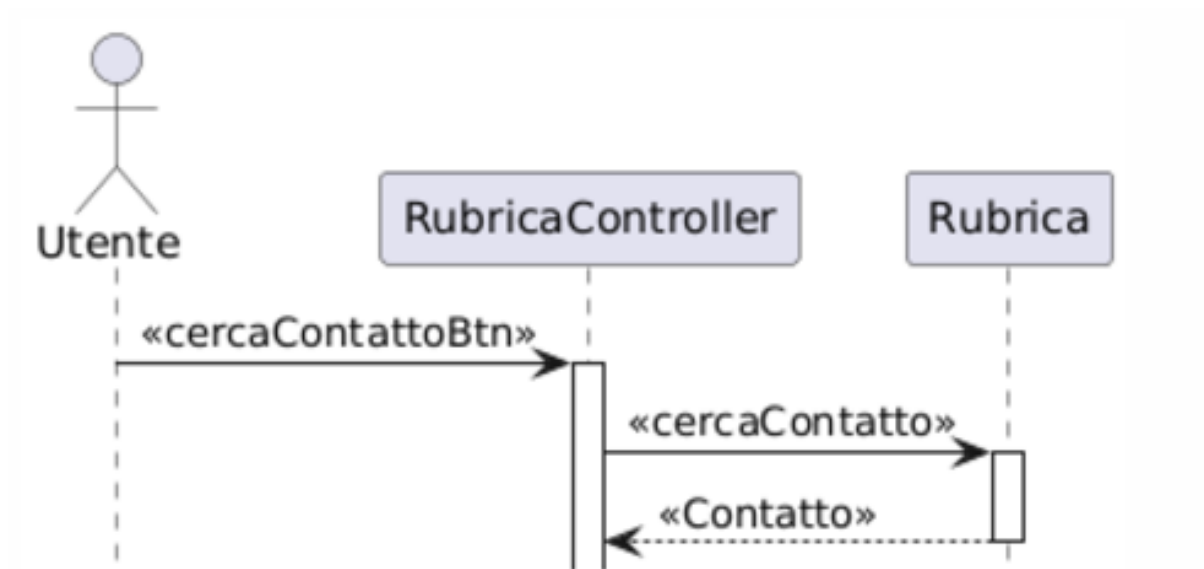 Utente
RubricaController
Rubrica
«cercaContattoBtn»
«cercaContatto»
«Contatto»